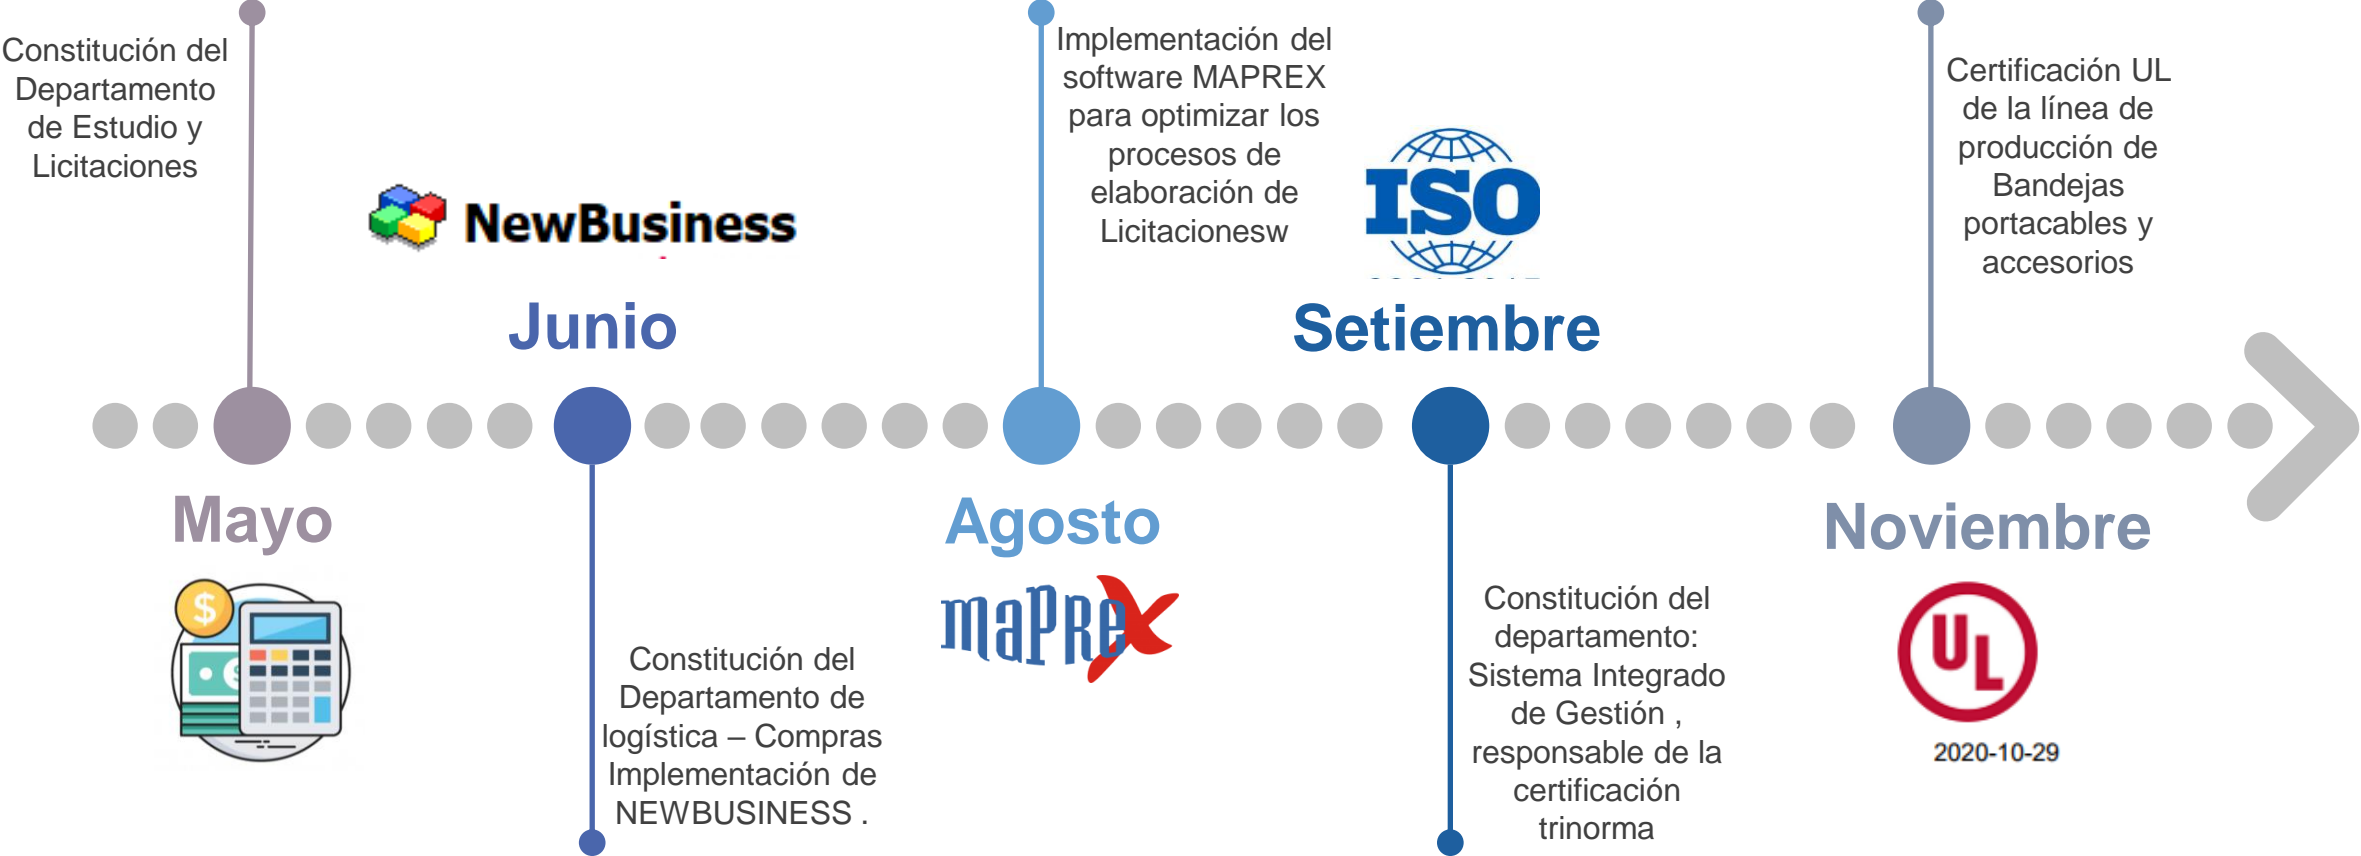 Constitución del
Departamento
de Estudio y
Licitaciones
Mayo
NewBusiness
Junio
Constitución del
Departamento de
logística – Compras
Implementación de
NEWBUSINESS .
Implementación del
software MAPREX
para optimizar los
procesos de
elaboración de
Licitacionesw
Agosto
maPRex
ISO
Setiembre
Constitución del
departamento:
Sistema Integrado
de Gestión ,
responsable de la
certificación
trinorma
Certificación UL
de la línea de
producción de
Bandejas
portacables y
accesorios
Noviembre
UL
2020-10-29